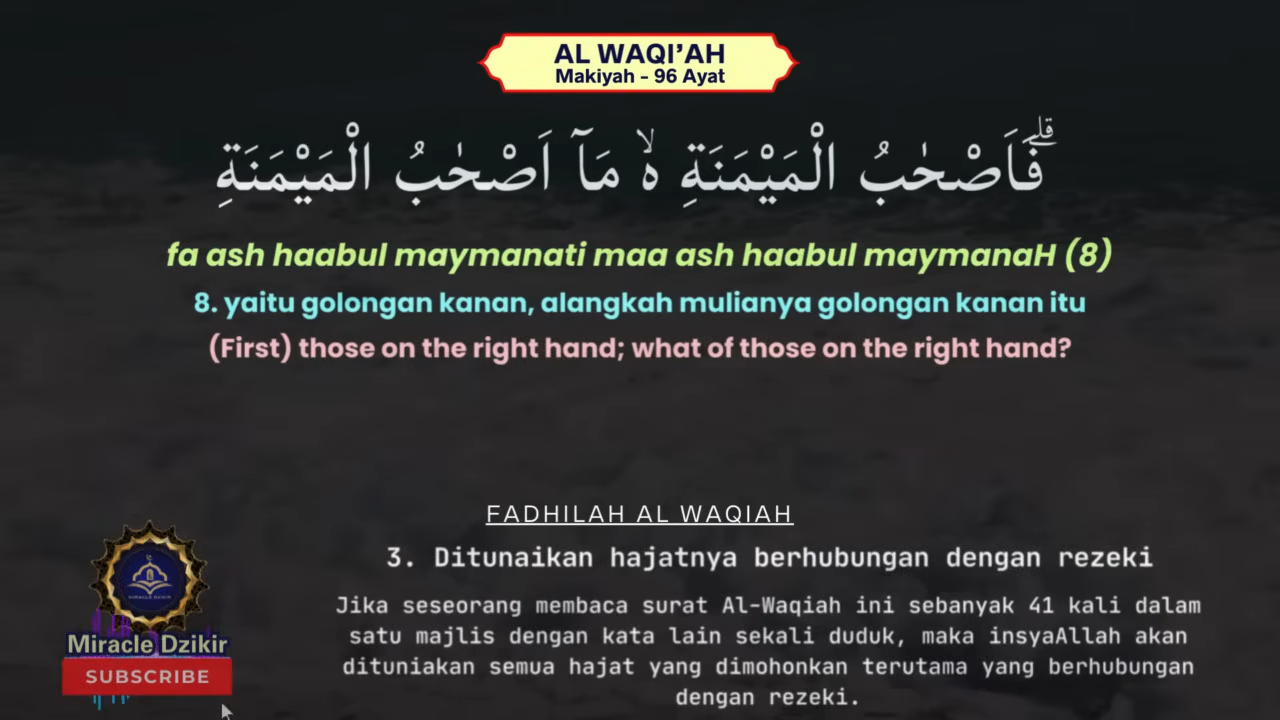 AL WAQI'AH
Makiyah - 96 Ayat
فَاَصْحٰبُ الْمَيْمَنَةِ ەۙ مَآ اَصْحٰبُ الْمَيْمَنَةِۗ
fa ash haabul maymanati maa ash haabul maymanaH (8)
8. yaitu golongan kanan, alangkah mulianya golongan kanan itu
(First) those on the right hand; what of those on the right hand?
FADHILAH AL WAQIAH
3. Ditunaikan hajatnya berhubungan dengan rezeki
Jika seseorang membaca surat Al-Waqiah ini sebanyak 41 kali dalam
satu majlis dengan kata lain sekali duduk, maka insyaAllah akan
dituniakan semua hajat yang dimohonkan terutama yang berhubungan
dengan rezeki.
MIRACLE DZIKIR
Miracle Dzikir
SUBSCRIBE